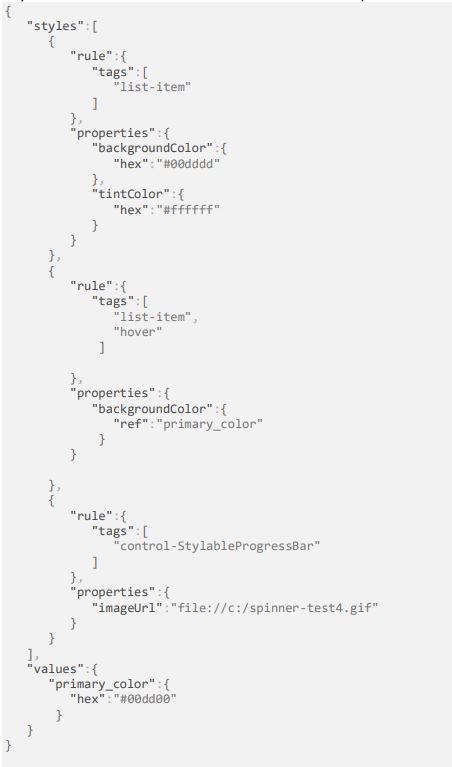 {
   "styles":[
      {
         "rule":{
            "tags":[
               "list-item"
            ]
         },
         "properties":{
            "backgroundColor":{
               "hex":"#00dddd"
            },
            "tintColor":{
               "hex":"#ffffff"
            }
         }
      },
      {
         "rule":{
            "tags":[
               "list-item",
               "hover"
             ]

         },
         "properties":{
            "backgroundColor":{
               "ref":"primary_color"
             }
         }

      },
      {
         "rule":{
            "tags":[
               "control-StylableProgressBar"
            ]
         },
         "properties":{
            "imageUrl":"file://c:/spinner-test4.gif"
         }
      }
   ],
   "values":{
      "primary_color":{
         "hex":"#00dd00"
       }
   }
}